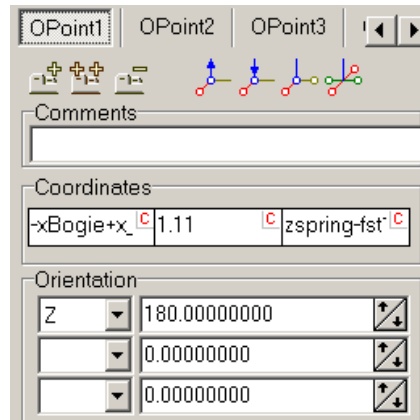 OPoint1 OPoint2 OPoint3
Comments
Coordinates
-xBogie+x_ C 1.11 C zspring-fst C
Orientation
Z 180.00000000
0.00000000
0.00000000